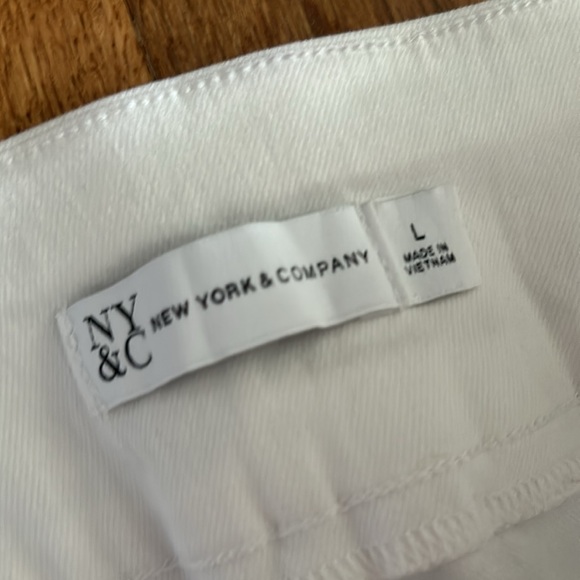 NY
&C
NEW YORK & COMPANY
L
MADE IN
VIETNAM